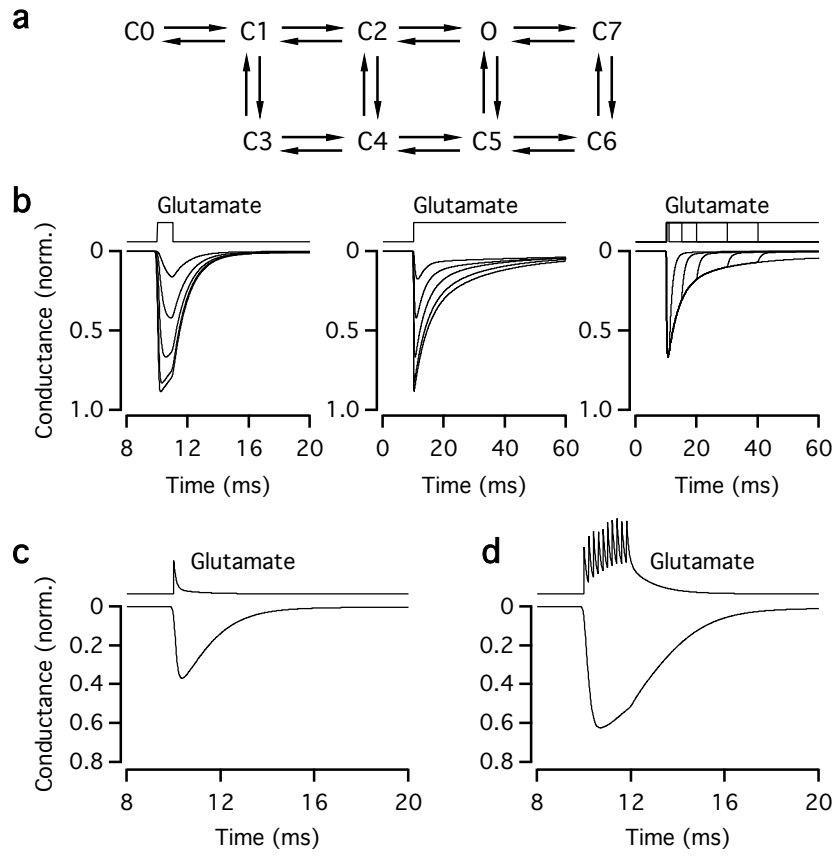 a
C0 C1 C2 O C7
C3 C4 C5 C6
b
Glutamate Glutamate Glutamate
Conductance (norm.)
0 0 0
0.5 0.5 0.5
1.0 1.0 1.0
8 12 16 20 0 20 40 60 0 20 40 60
Time (ms) Time (ms) Time (ms)
c
Glutamate
Conductance (norm.)
0
0.2
0.4
0.6
0.8
8 12 16 20
Time (ms)
d
Glutamate
0
0.2
0.4
0.6
0.8
8 12 16 20
Time (ms)